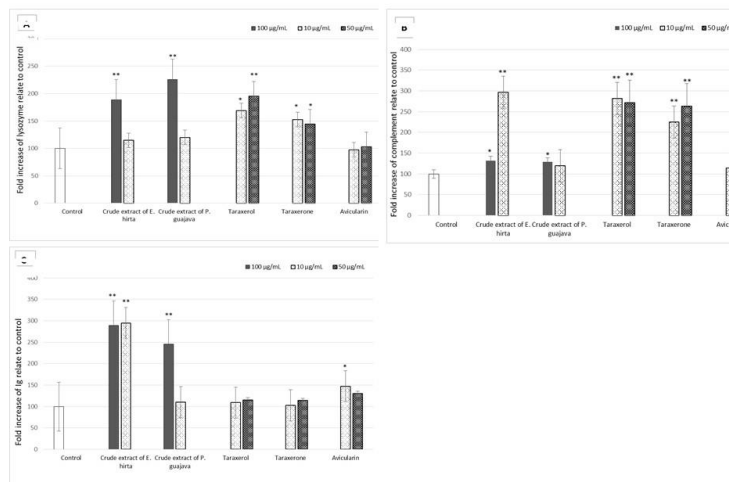 A
■ 100 µg/mL □ 10 µg/mL ■ 50 µg/mL
Fold increase of lysozyme relate to control
250
200
150
100
50
0
** ** * ** * *
Control
Crude extract of E. hirta
Crude extract of P. guajava
Taraxerol
Taraxerone
Avicularin
■ 100 µg/mL □ 10 µg/mL ■ 50 µg/mL
Fold increase of complement relate to control
400
350
300
250
200
150
100
50
0
* ** * ** ** ** **
Control
Crude extract of E. hirta
Crude extract of P. guajava
Taraxerol
Taraxerone
C
■ 100 µg/mL □ 10 µg/mL ■ 50 µg/mL
Fold increase of Ig relate to control
350
300
250
200
150
100
50
0
** ** ** *
Control
Crude extract of E. hirta
Crude extract of P. guajava
Taraxerol
Taraxerone
Avicularin